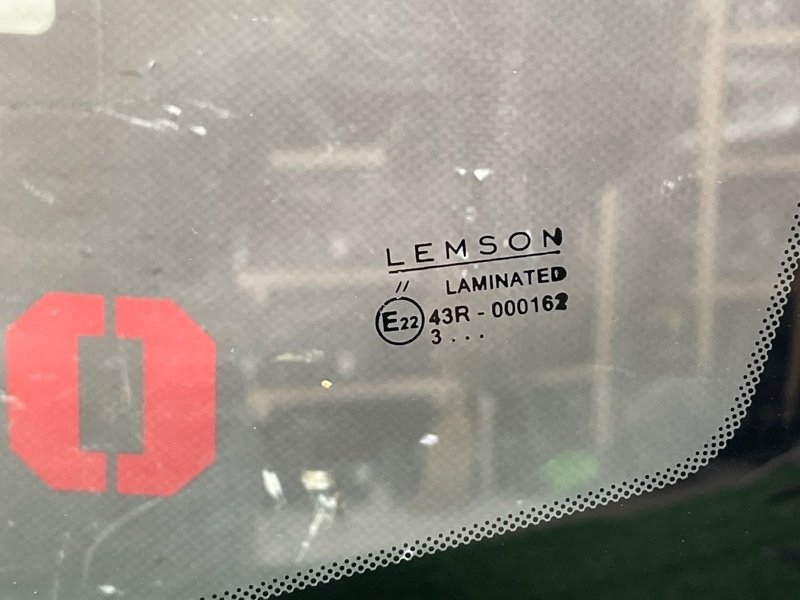 LEMSON
// LAMINATED
E22 43R - 000162
3 . . .